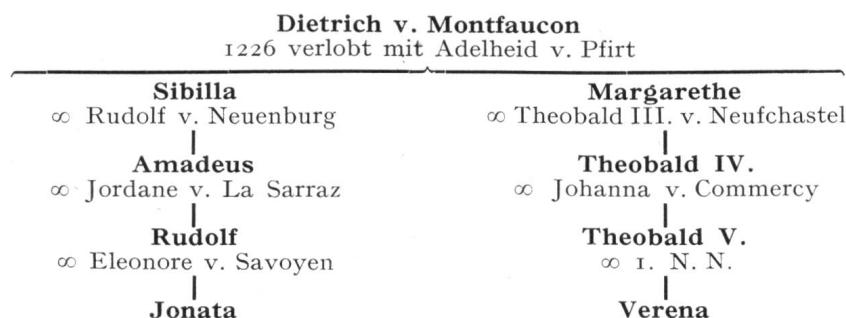 Dietrich v. Montfaucon
1226 verlobt mit Adelheid v. Pfirt
Sibilla
∞ Rudolf v. Neuenburg
Amadeus
∞ Jordane v. La Sarraz
Rudolf
∞ Eleonore v. Savoyen
Jonata
Margarethe
∞ Theobald III. v. Neufchastel
Theobald IV.
∞ Johanna v. Commercy
Theobald V.
∞ 1. N. N.
Verena